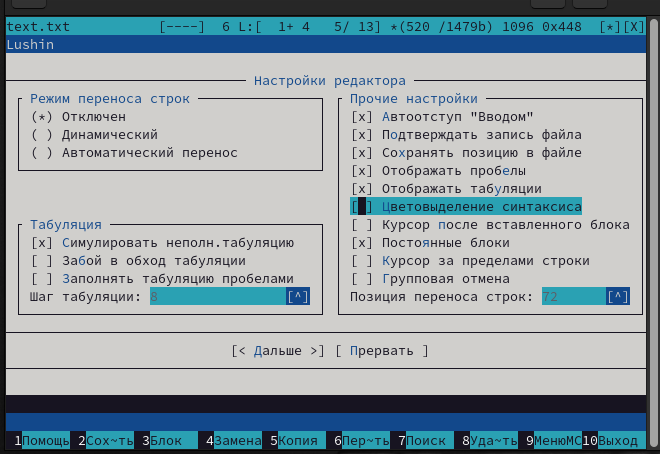 text.txt [----] 6 L:[ 1+ 4 5/ 13] *(520 /1479b) 1096 0x448 [*][X]
Lushin
Настройки редактора
Режим переноса строк
(*) Отключен
( ) Динамический
( ) Автоматический перенос
Табуляция
[x] Симулировать неполн.табуляцию
[ ] Забой в обход табуляции
[ ] Заполнять табуляцию пробелами
Шаг табуляции: 8 [^]
Прочие настройки
[x] Автоотступ "Вводом"
[x] Подтверждать запись файла
[x] Сохранять позицию в файле
[x] Отображать пробелы
[x] Отображать табуляции
[ ] Цветовыделение синтаксиса
[ ] Курсор после вставленного блока
[x] Постоянные блоки
[ ] Курсор за пределами строки
[ ] Групповая отмена
Позиция переноса строк: 72 [^]
[< Дальше >] [ Прервать ]
1Помощь 2Сох~ть 3Блок 4Замена 5Копия 6Пер~ть 7Поиск 8Уда~ть 9МенюMC 10Выход